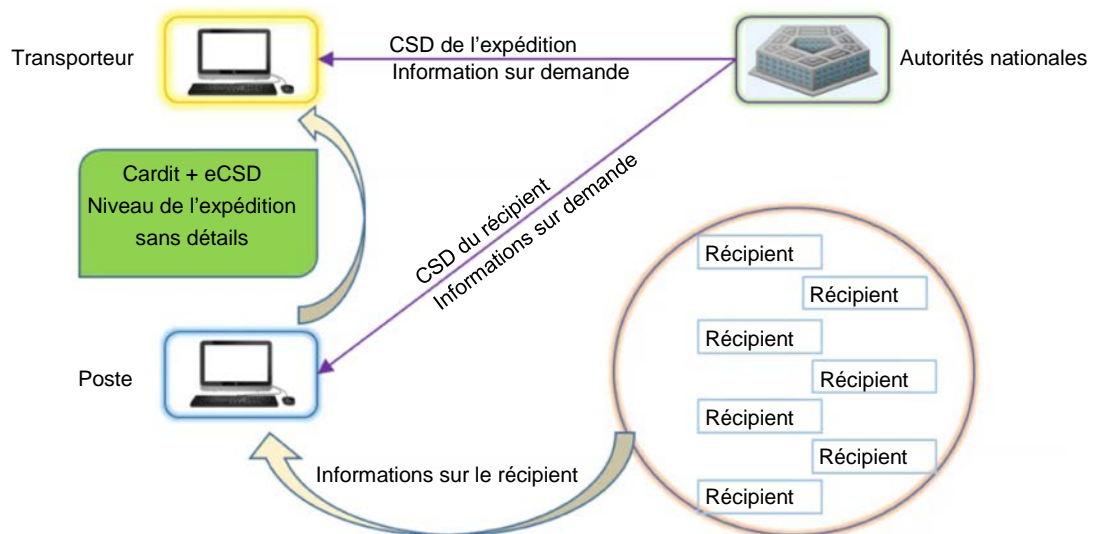 Transporteur
CSD de l’expédition
Information sur demande
Autorités nationales
Cardit + eCSD
Niveau de l’expédition
sans détails
CSD du récipient
Informations sur demande
Poste
Informations sur le récipient
Récipient
Récipient
Récipient
Récipient
Récipient
Récipient
Récipient